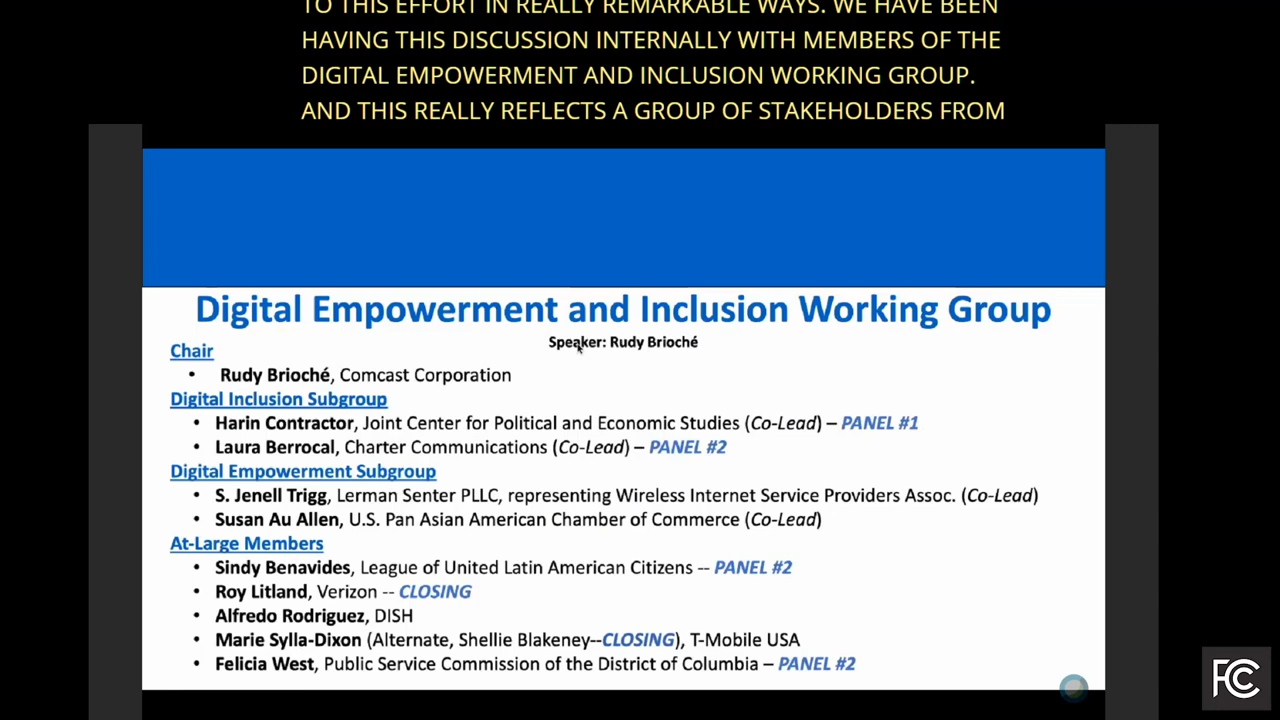 TO THIS EFFORT IN REALLY REMARKABLE WAYS. WE HAVE BEEN
HAVING THIS DISCUSSION INTERNALLY WITH MEMBERS OF THE
DIGITAL EMPOWERMENT AND INCLUSION WORKING GROUP.
AND THIS REALLY REFLECTS A GROUP OF STAKEHOLDERS FROM
Digital Empowerment and Inclusion Working Group
Speaker: Rudy Brioché
Chair
• Rudy Brioché, Comcast Corporation
Digital Inclusion Subgroup
• Harin Contractor, Joint Center for Political and Economic Studies (Co-Lead) – PANEL #1
• Laura Berrocal, Charter Communications (Co-Lead) – PANEL #2
Digital Empowerment Subgroup
• S. Jenell Trigg, Lerman Senter PLLC, representing Wireless Internet Service Providers Assoc. (Co-Lead)
• Susan Au Allen, U.S. Pan Asian American Chamber of Commerce (Co-Lead)
At-Large Members
• Sindy Benavides, League of United Latin American Citizens -- PANEL #2
• Roy Litland, Verizon -- CLOSING
• Alfredo Rodriguez, DISH
• Marie Sylla-Dixon (Alternate, Shellie Blakeney--CLOSING), T-Mobile USA
• Felicia West, Public Service Commission of the District of Columbia – PANEL #2
FCC